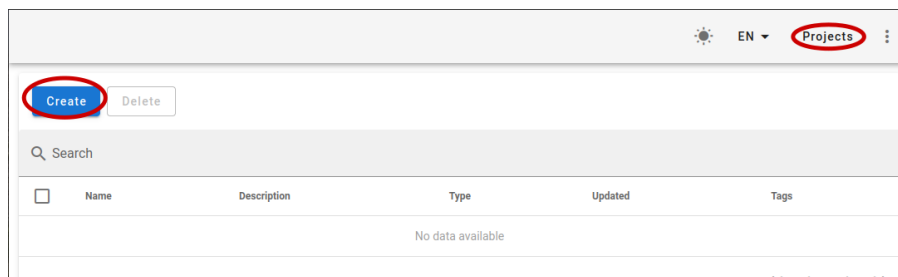 EN Projects
Create Delete
Search
Name Description Type Updated Tags
No data available